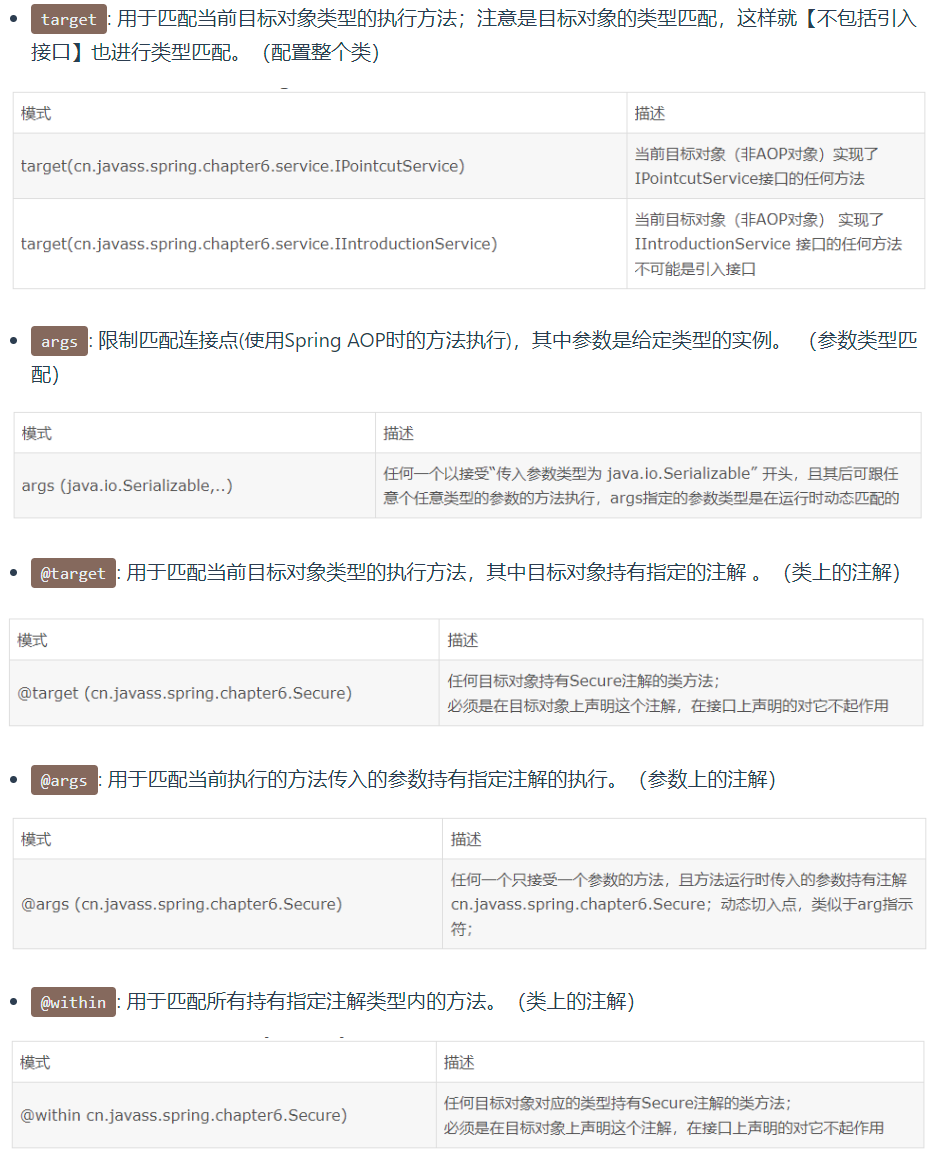 target: 用于匹配当前目标对象类型的执行方法；注意是目标对象的类型匹配，这样就【不包括引入
接口】也进行类型匹配。（配置整个类）
模式 描述
target(cn.javass.spring.chapter6.service.IPointcutService) 当前目标对象（非AOP对象）实现了
IPointcutService接口的任何方法
target(cn.javass.spring.chapter6.service.IIntroductionService) 当前目标对象（非AOP对象） 实现了
IIntroductionService 接口的任何方法
不可能是引入接口
args: 限制匹配连接点(使用Spring AOP时的方法执行)，其中参数是给定类型的实例。 （参数类型匹
配）
模式 描述
args (java.io.Serializable,..) 任何一个以接受“传入参数类型为 java.io.Serializable” 开头，且其后可跟任
意个任意类型的参数的方法执行，args指定的参数类型是在运行时动态匹配的
@target: 用于匹配当前目标对象类型的执行方法，其中目标对象持有指定的注解 。（类上的注解）
模式 描述
@target (cn.javass.spring.chapter6.Secure) 任何目标对象持有Secure注解的类方法；
必须是在目标对象上声明这个注解，在接口上声明的对它不起作用
@args: 用于匹配当前执行的方法传入的参数持有指定注解的执行。（参数上的注解）
模式 描述
@args (cn.javass.spring.chapter6.Secure) 任何一个只接受一个参数的方法，且方法运行时传入的参数持有注解
cn.javass.spring.chapter6.Secure；动态切入点，类似于arg指示
符；
@within: 用于匹配所有持有指定注解类型内的方法。（类上的注解）
模式 描述
@within cn.javass.spring.chapter6.Secure) 任何目标对象对应的类型持有Secure注解的类方法；
必须是在目标对象上声明这个注解，在接口上声明的对它不起作用